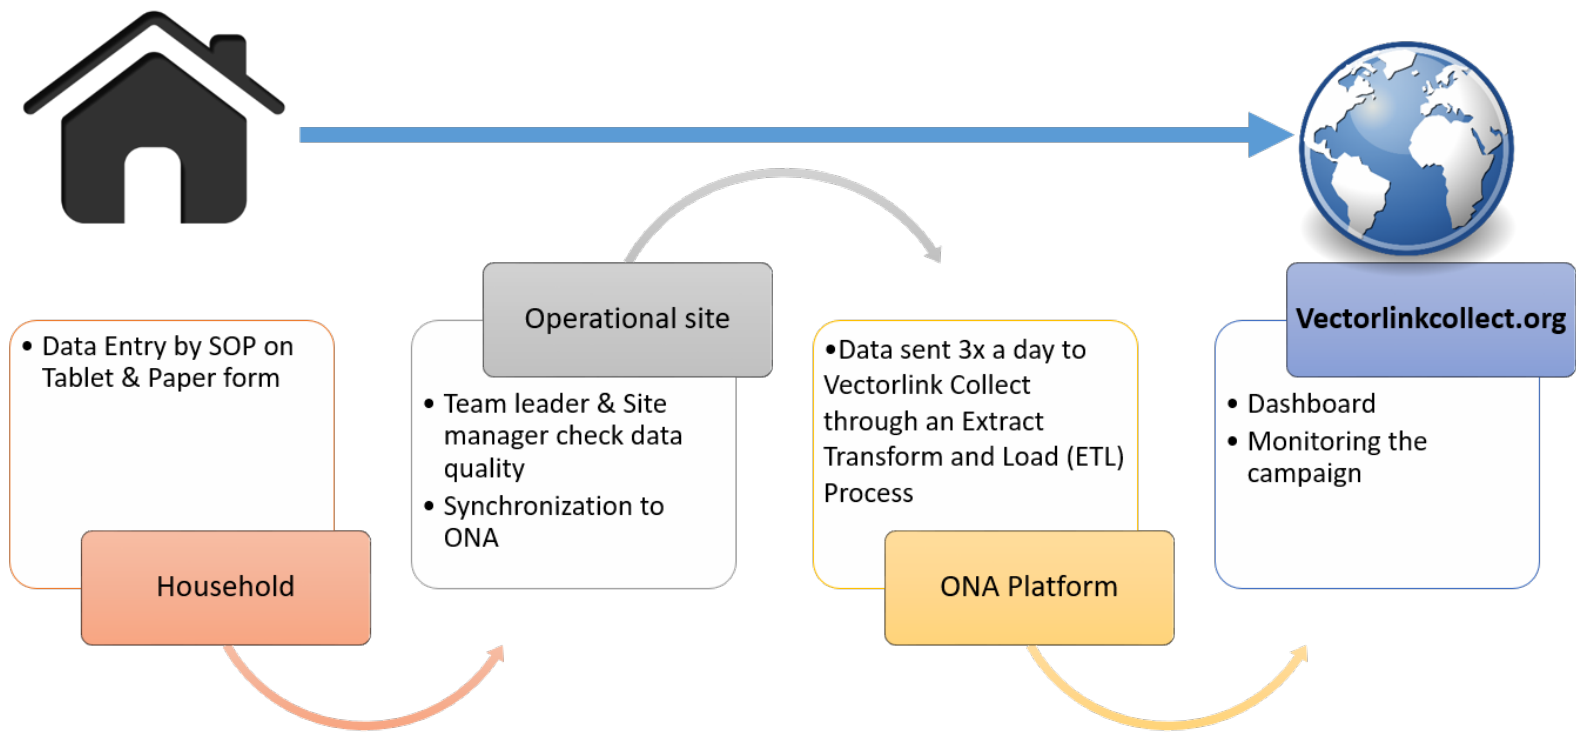 • Data Entry by SOP on
Tablet & Paper form
Household
Operational site
• Team leader & Site
manager check data
quality
• Synchronization to
ONA
•Data sent 3x a day to
Vectorlink Collect
through an Extract
Transform and Load (ETL)
Process
ONA Platform
Vectorlinkcollect.org
• Dashboard
• Monitoring the
campaign